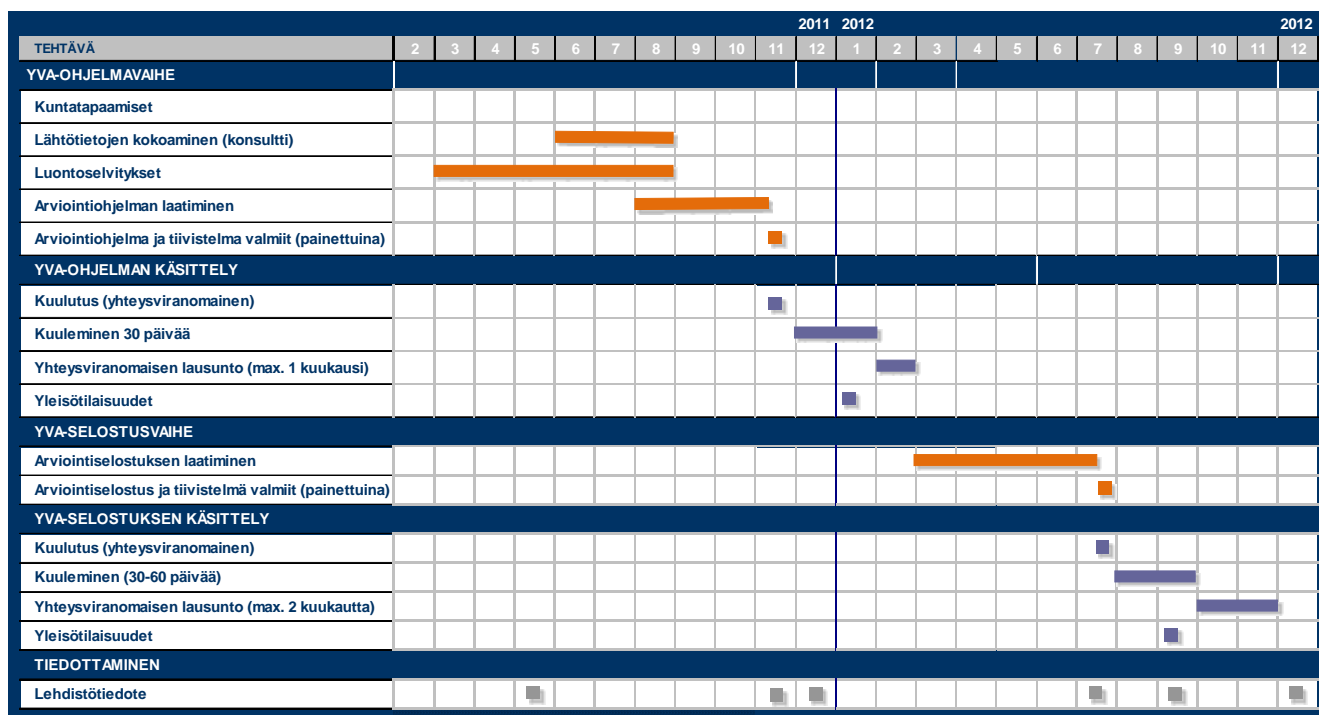 2011 2012 2012
TEHTÄVÄ 2 3 4 5 6 7 8 9 10 11 12 1 2 3 4 5 6 7 8 9 10 11 12
YVA-OHJELMAVAIHE
Kuntatapaamiset
Lähtötietojen kokoaminen (konsultti)
Luontoselvitykset
Arviointiohjelman laatiminen
Arviointiohjelma ja tiivistelma valmiit (painettuina)
YVA-OHJELMAN KÄSITTELY
Kuulutus (yhteysviranomainen)
Kuuleminen 30 päivää
Yhteysviranomaisen lausunto (max. 1 kuukausi)
Yleisötilaisuudet
YVA-SELOSTUSVAIHE
Arviointiselostuksen laatiminen
Arviointiselostus ja tiivistelmä valmiit (painettuina)
YVA-SELOSTUKSEN KÄSITTELY
Kuulutus (yhteysviranomainen)
Kuuleminen (30-60 päivää)
Yhteysviranomaisen lausunto (max. 2 kuukautta)
Yleisötilaisuudet
TIEDOTTAMINEN
Lehdistötiedote